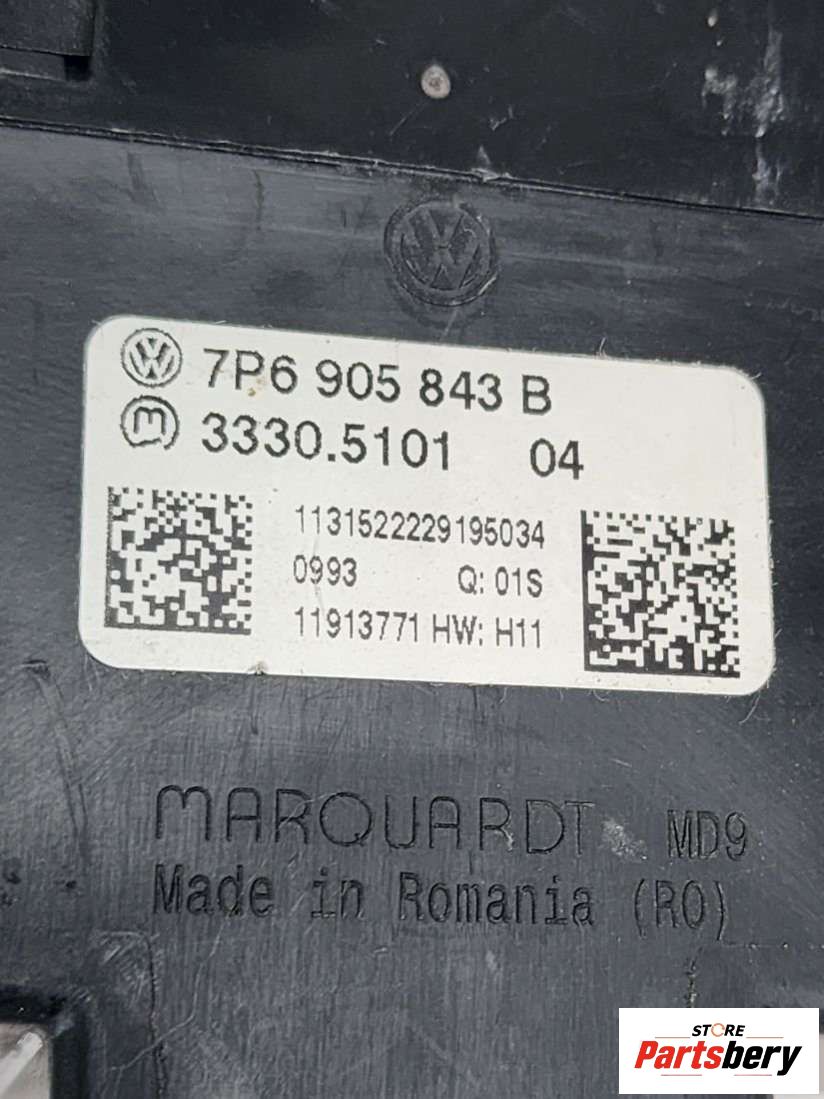 7P6 905 843 B
3330.5101 04
1131522229195034
0993 Q: 01S
11913771 HW: H11
MARQUARDT MD9
Made in Romania (RO)
STORE
Partsbery